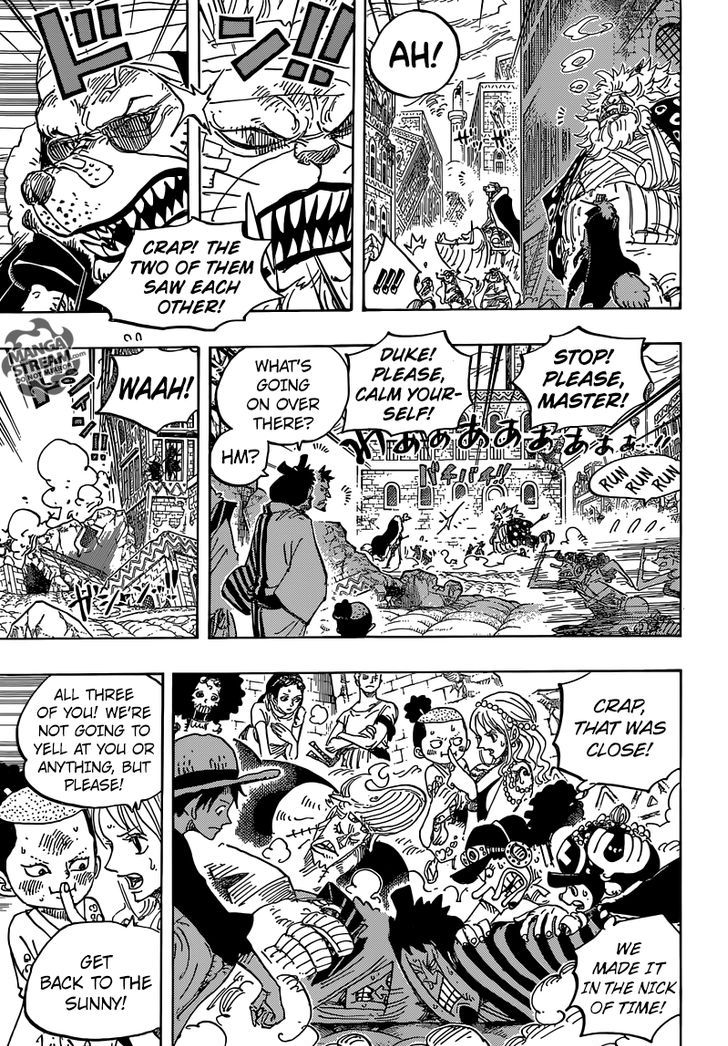 AH!
ドン!!
CRAP! THE
TWO OF THEM
SAW EACH
OTHER!
!!!
STOP!
PLEASE,
MASTER!
DUKE!
PLEASE,
CALM YOUR-
SELF!
WHAT'S
GOING
ON OVER
THERE?
HM?
RUN
RUN
RUN
WAAH!
MANGA
STREAM
.com
CRAP,
THAT WAS
CLOSE!
WE
MADE IT
IN THE NICK
OF TIME!
ALL THREE
OF YOU! WE'RE
NOT GOING TO
YELL AT YOU OR
ANYTHING, BUT
PLEASE!
GET
BACK TO THE
SUNNY!